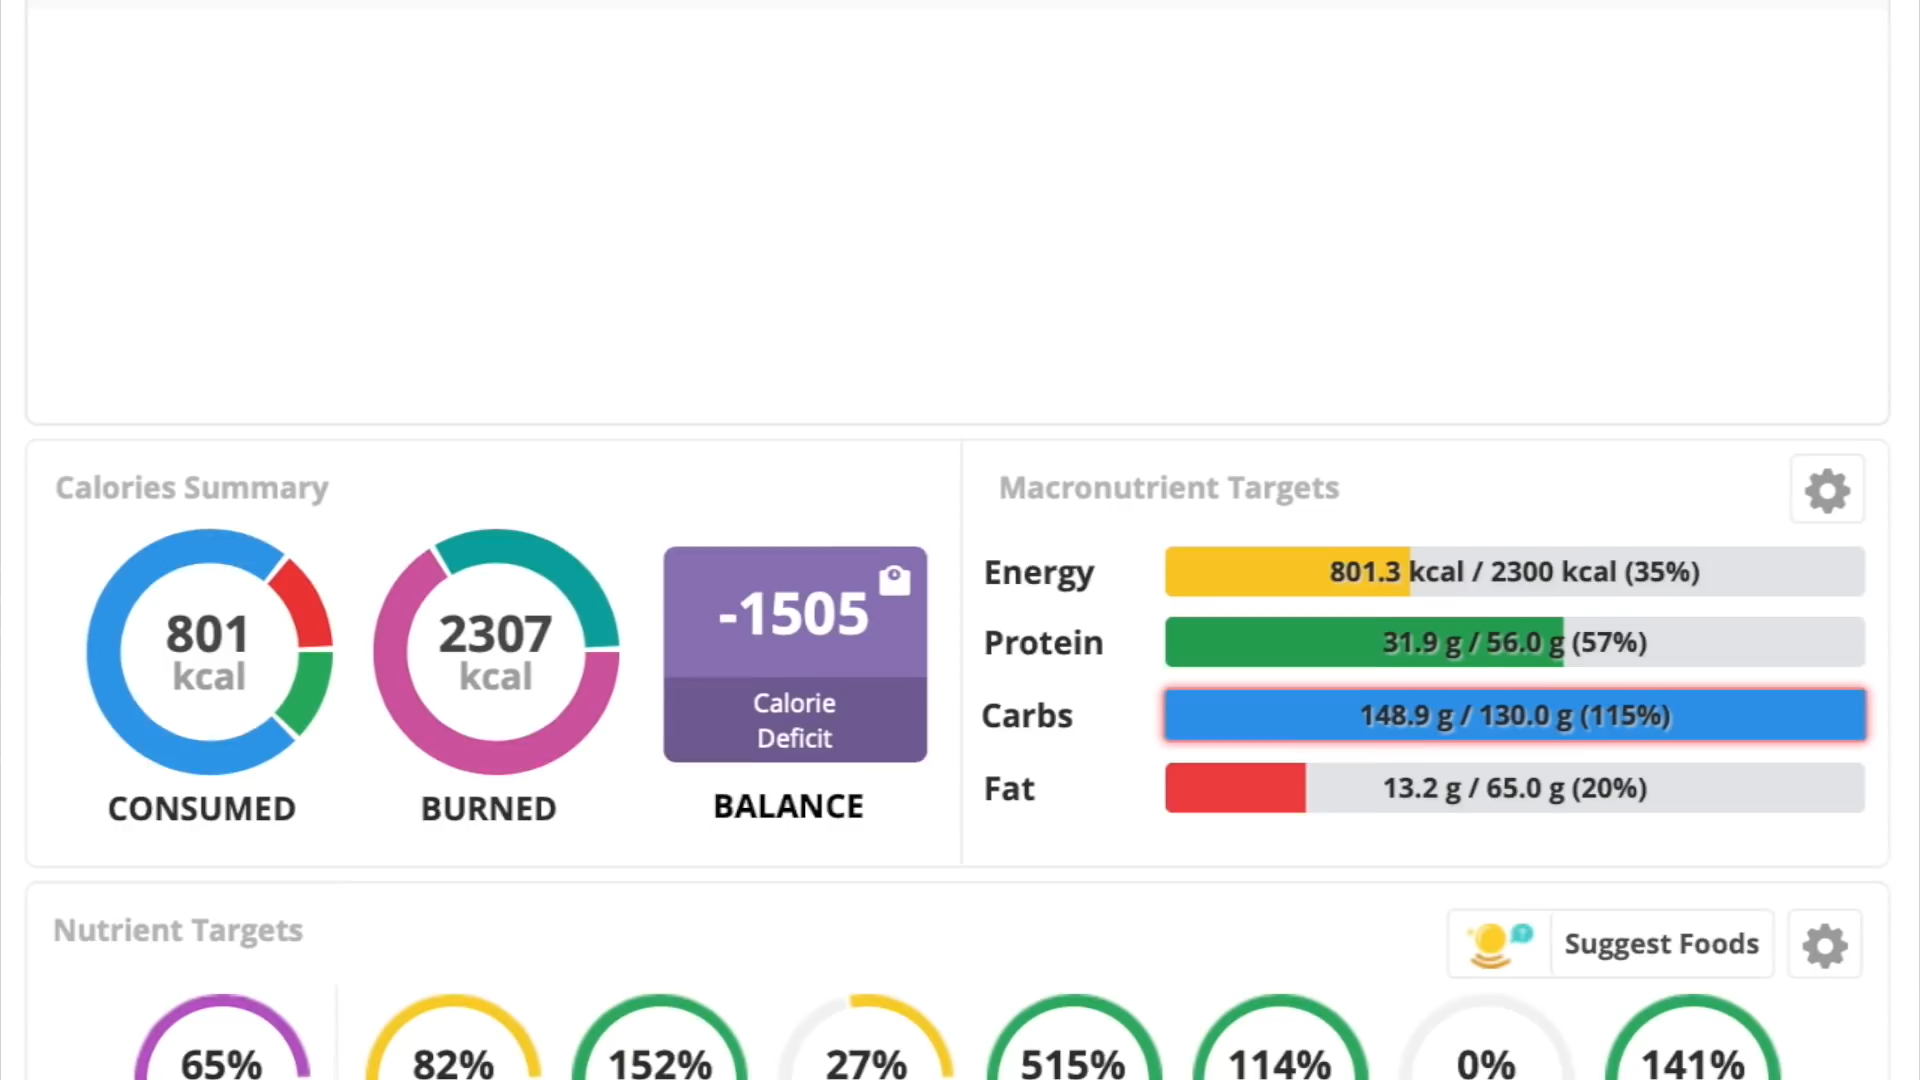 Calories Summary
801
kcal
CONSUMED
2307
kcal
BURNED
-1505
Calorie
Deficit
BALANCE
Macronutrient Targets
Energy
801.3 kcal / 2300 kcal (35%)
Protein
31.9 g / 56.0 g (57%)
Carbs
148.9 g / 130.0 g (115%)
Fat
13.2 g / 65.0 g (20%)
Nutrient Targets
Suggest Foods
65%
82%
152%
27%
515%
114%
0%
141%